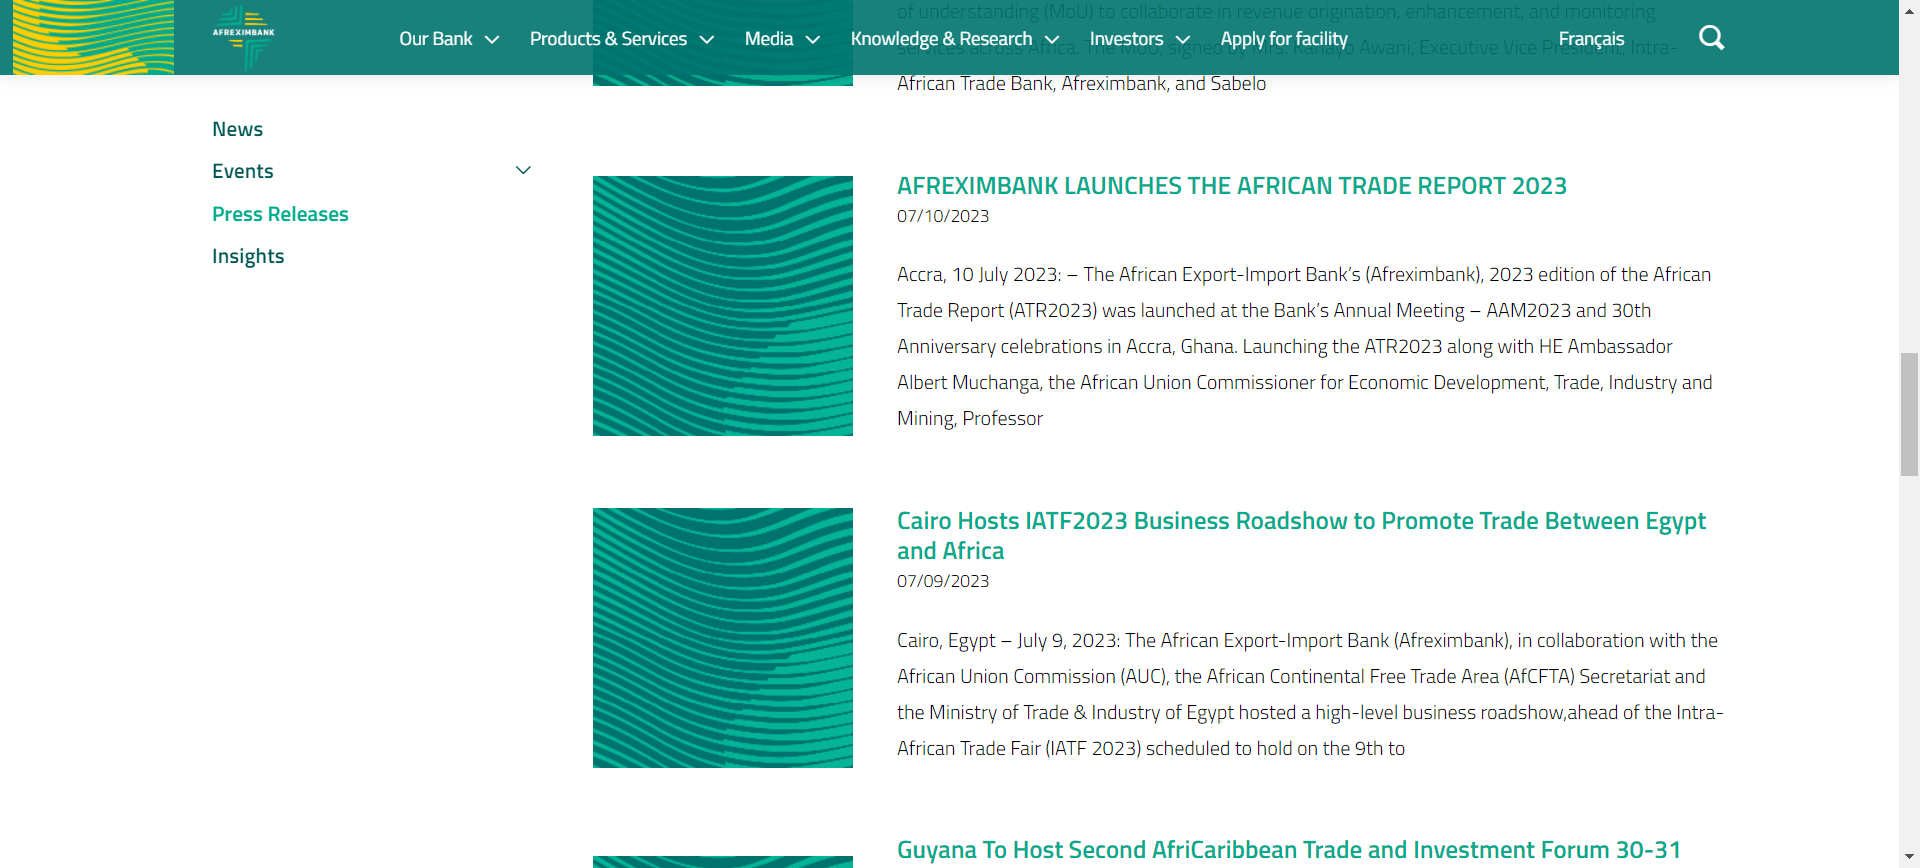 AFREXIMBANK
Our Bank
Products & Services
Media
Knowledge & Research
Investors
Apply for facility
Français
of understanding (MoU) to collaborate in revenue origination, enhancement, and monitoring
services across Africa. The MoU, signed by Mrs. Kanayo Awani, Executive Vice President, Intra-
African Trade Bank, Afreximbank, and Sabelo
News
Events
Press Releases
Insights
AFREXIMBANK LAUNCHES THE AFRICAN TRADE REPORT 2023
07/10/2023
Accra, 10 July 2023: – The African Export-Import Bank’s (Afreximbank), 2023 edition of the African
Trade Report (ATR2023) was launched at the Bank’s Annual Meeting – AAM2023 and 30th
Anniversary celebrations in Accra, Ghana. Launching the ATR2023 along with HE Ambassador
Albert Muchanga, the African Union Commissioner for Economic Development, Trade, Industry and
Mining, Professor
Cairo Hosts IATF2023 Business Roadshow to Promote Trade Between Egypt
and Africa
07/09/2023
Cairo, Egypt – July 9, 2023: The African Export-Import Bank (Afreximbank), in collaboration with the
African Union Commission (AUC), the African Continental Free Trade Area (AfCFTA) Secretariat and
the Ministry of Trade & Industry of Egypt hosted a high-level business roadshow,ahead of the Intra-
African Trade Fair (IATF 2023) scheduled to hold on the 9th to
Guyana To Host Second AfriCaribbean Trade and Investment Forum 30-31